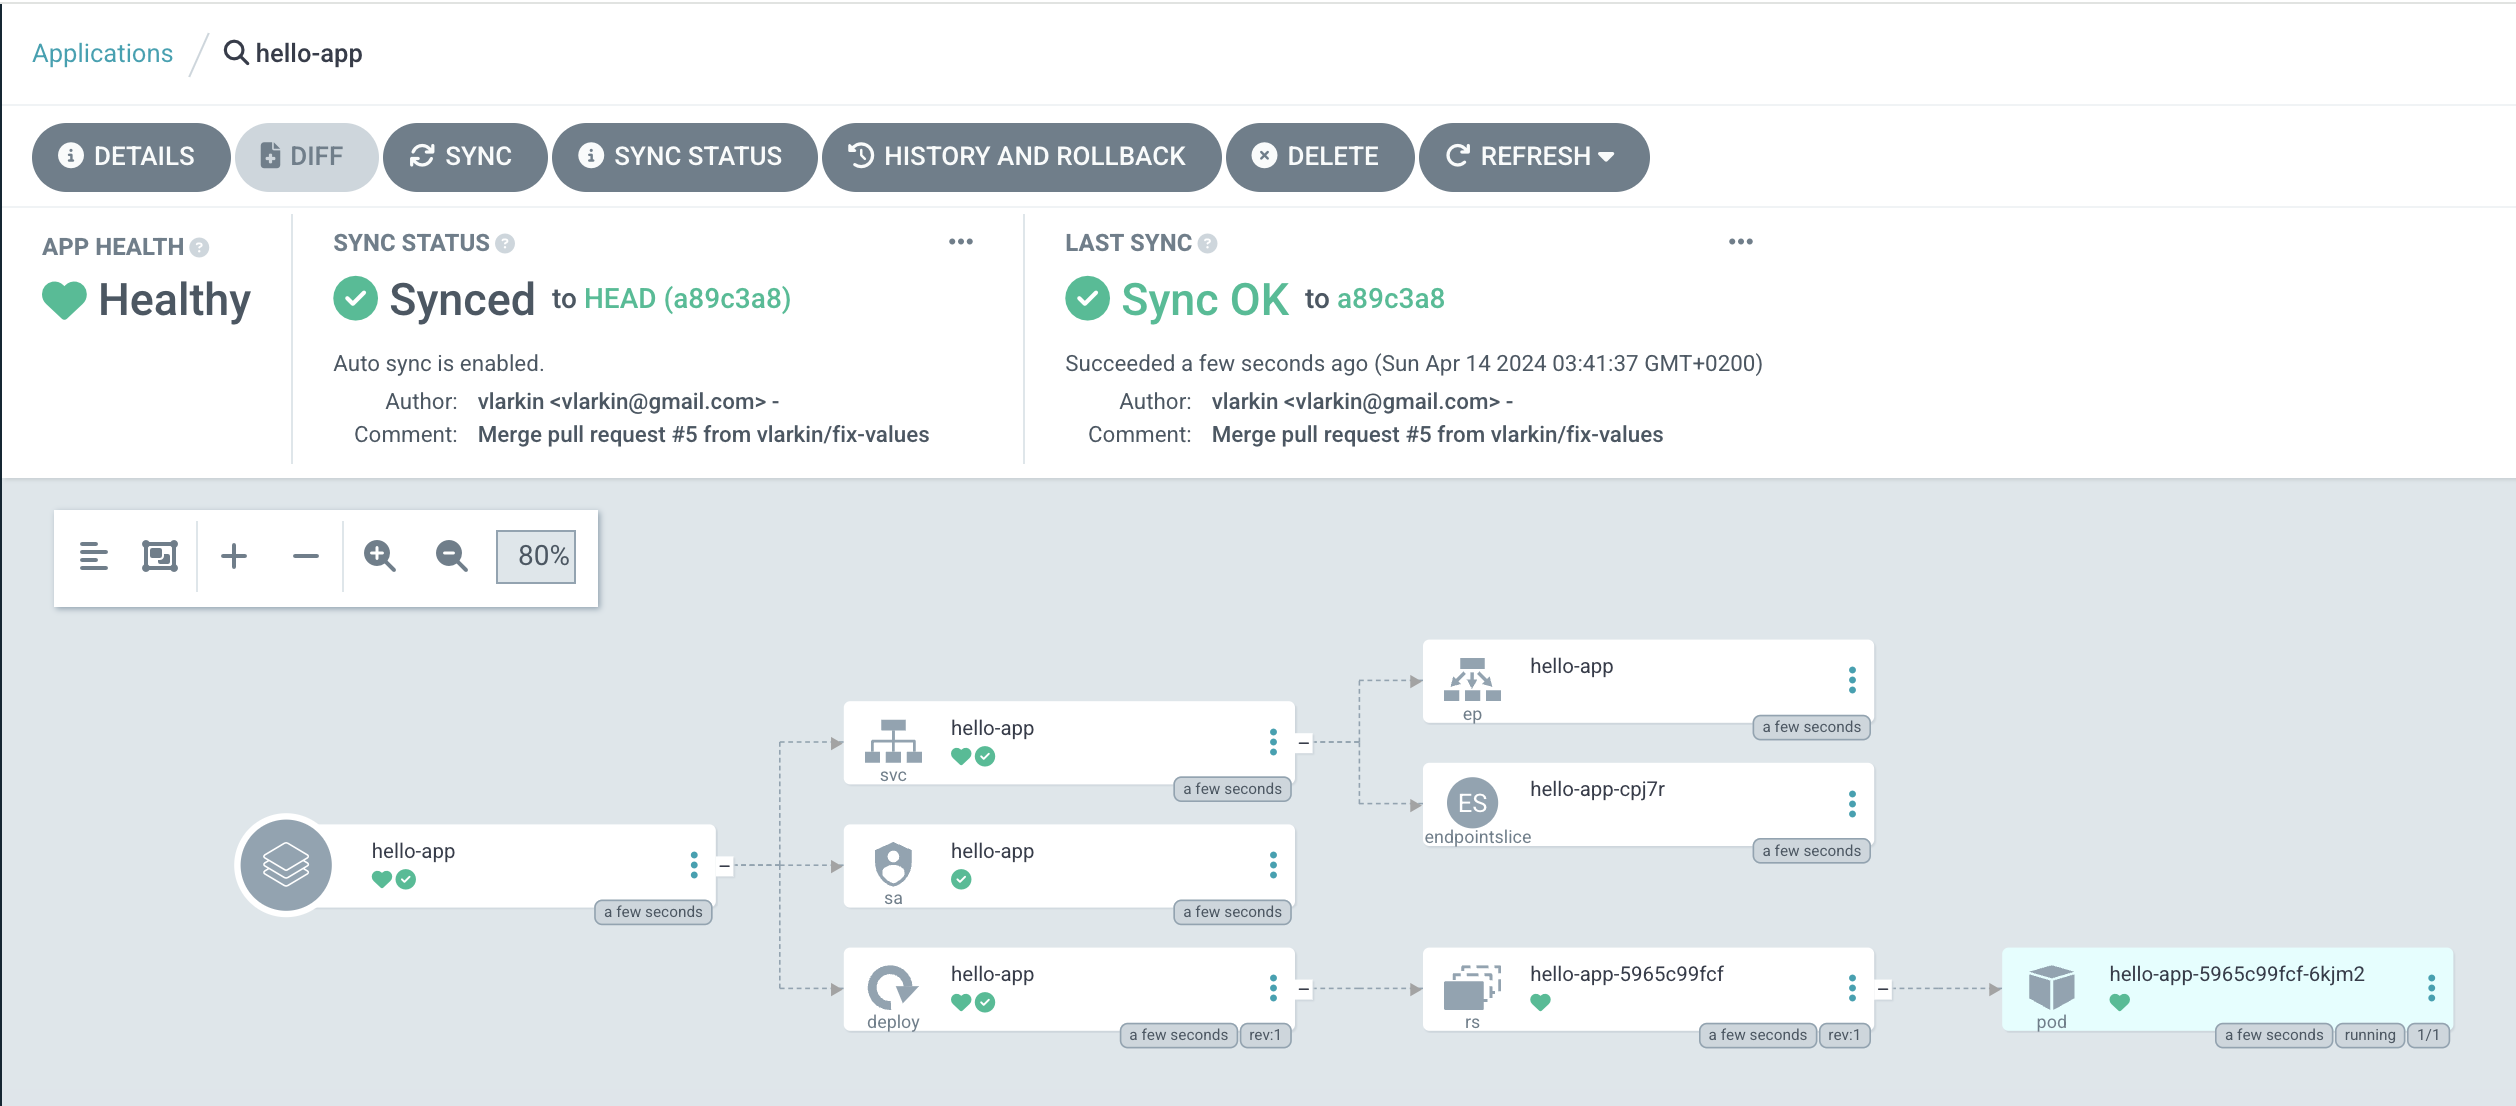 Applications / hello-app
DETAILS DIFF SYNC SYNC STATUS HISTORY AND ROLLBACK DELETE REFRESH
APP HEALTH
Healthy
SYNC STATUS
Synced to HEAD (a89c3a8)
Auto sync is enabled.
Author: vlarkin <vlarkin@gmail.com> -
Comment: Merge pull request #5 from vlarkin/fix-values
LAST SYNC
Sync OK to a89c3a8
Succeeded a few seconds ago (Sun Apr 14 2024 03:41:37 GMT+0200)
Author: vlarkin <vlarkin@gmail.com> -
Comment: Merge pull request #5 from vlarkin/fix-values
80%
hello-app
a few seconds
hello-app
svc
a few seconds
hello-app
sa
a few seconds
hello-app
deploy
a few seconds rev:1
hello-app
ep
a few seconds
ES
hello-app-cpj7r
endpointslice
a few seconds
hello-app-5965c99fcf
rs
a few seconds rev:1
hello-app-5965c99fcf-6kjm2
pod
a few seconds running 1/1